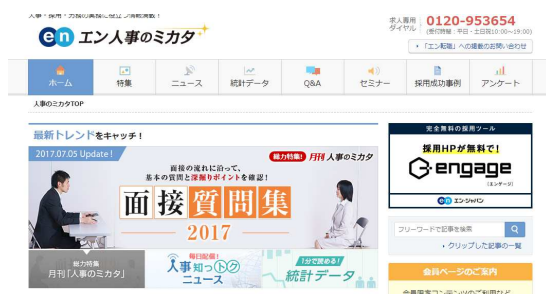 人事・採用・労務の実務に役立つ情報満載！
en エン人事のミカタ
求人専用
ダイヤル
0120-953654
（受付時間：平日・土日祝10:00～19:00）
「エン転職」への掲載のお問い合わせ
ホーム
特集
ニュース
統計データ
Q&A
セミナー
採用成功事例
アンケート
人事のミカタTOP
最新トレンドをキャッチ！
2017.07.05 Update!
総力特集! 月刊 人事のミカタ
面接の流れに沿って、
基本の質問と深掘りポイントを確認！
面接質問集
2017
総力特集
月刊「人事のミカタ」
毎日配信！
人事知っトク
ニュース
1分で読める！
統計データ
完全無料の採用ツール
採用HPが無料で！
engage
（エンゲージ）
en エン・ジャパン
フリーワードで記事を検索
クリップした記事の一覧
会員ページのご案内